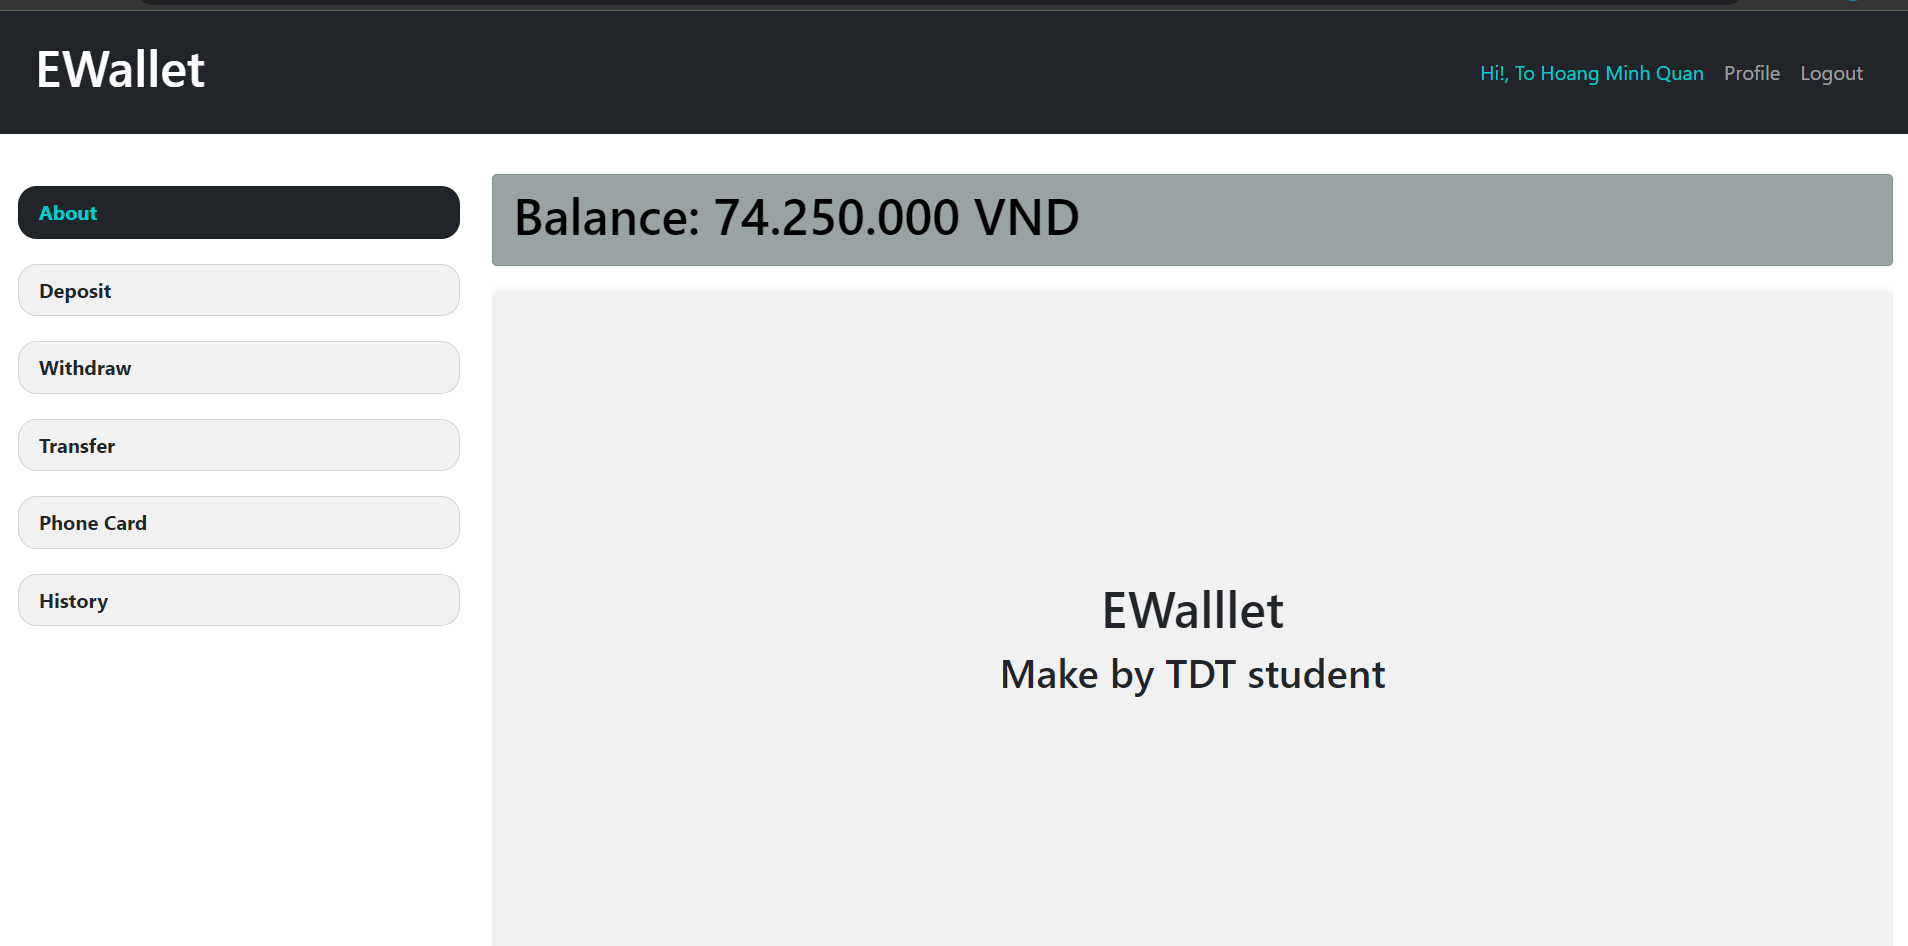 EWallet
Hi!, To Hoang Minh Quan Profile Logout
About
Deposit
Withdraw
Transfer
Phone Card
History
Balance: 74.250.000 VND
EWalllet
Make by TDT student